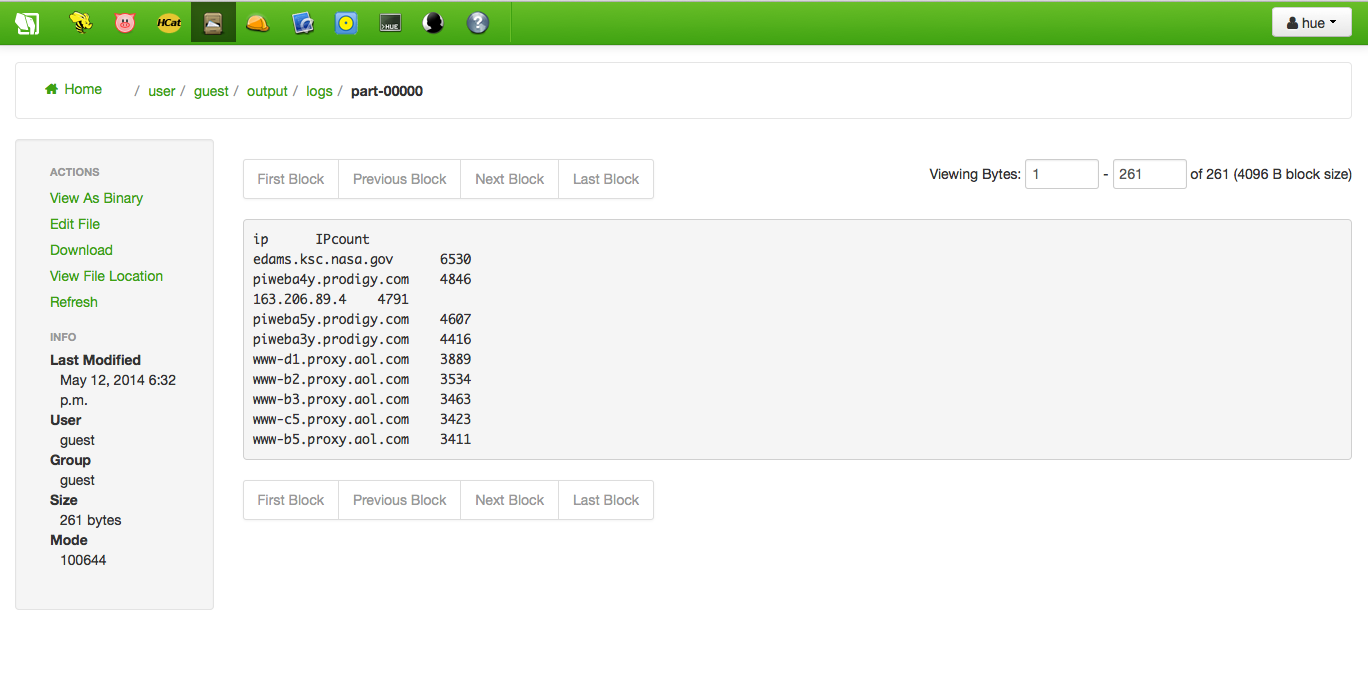 HCat
>HUE
?
hue
Home / user / guest / output / logs / part-00000
ACTIONS
View As Binary
Edit File
Download
View File Location
Refresh
INFO
Last Modified
May 12, 2014 6:32
p.m.
User
guest
Group
guest
Size
261 bytes
Mode
100644
First Block Previous Block Next Block Last Block
Viewing Bytes: 1 - 261 of 261 (4096 B block size)
ip IPcount
edams.ksc.nasa.gov 6530
piweba4y.prodigy.com 4846
163.206.89.4 4791
piweba5y.prodigy.com 4607
piweba3y.prodigy.com 4416
www-d1.proxy.aol.com 3889
www-b2.proxy.aol.com 3534
www-b3.proxy.aol.com 3463
www-c5.proxy.aol.com 3423
www-b5.proxy.aol.com 3411
First Block Previous Block Next Block Last Block